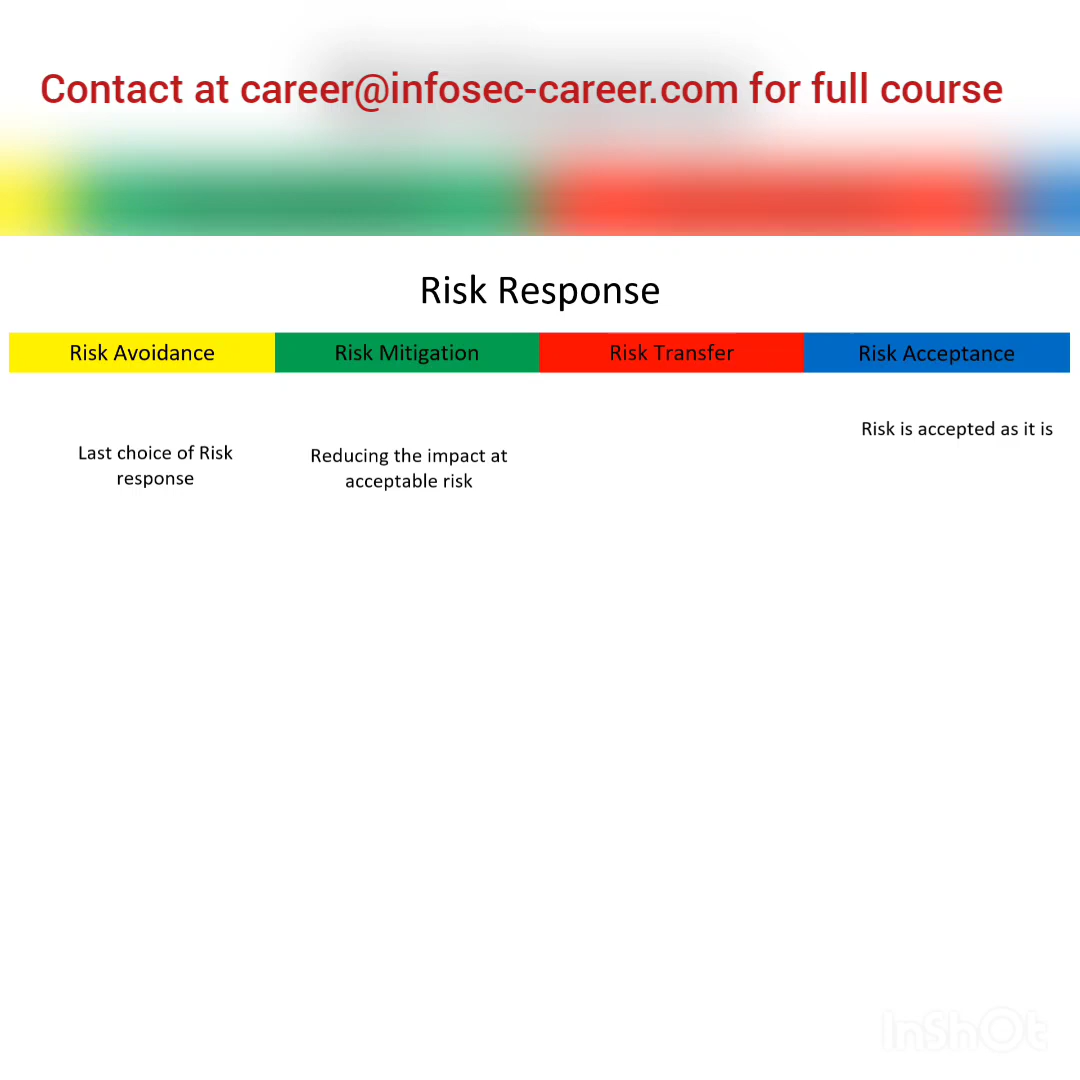 Contact at career@infosec-career.com for full course
Risk Response
Risk Avoidance
Risk Mitigation
Risk Transfer
Risk Acceptance
Last choice of Risk
response
Reducing the impact at
acceptable risk
Risk is accepted as it is
InShOt